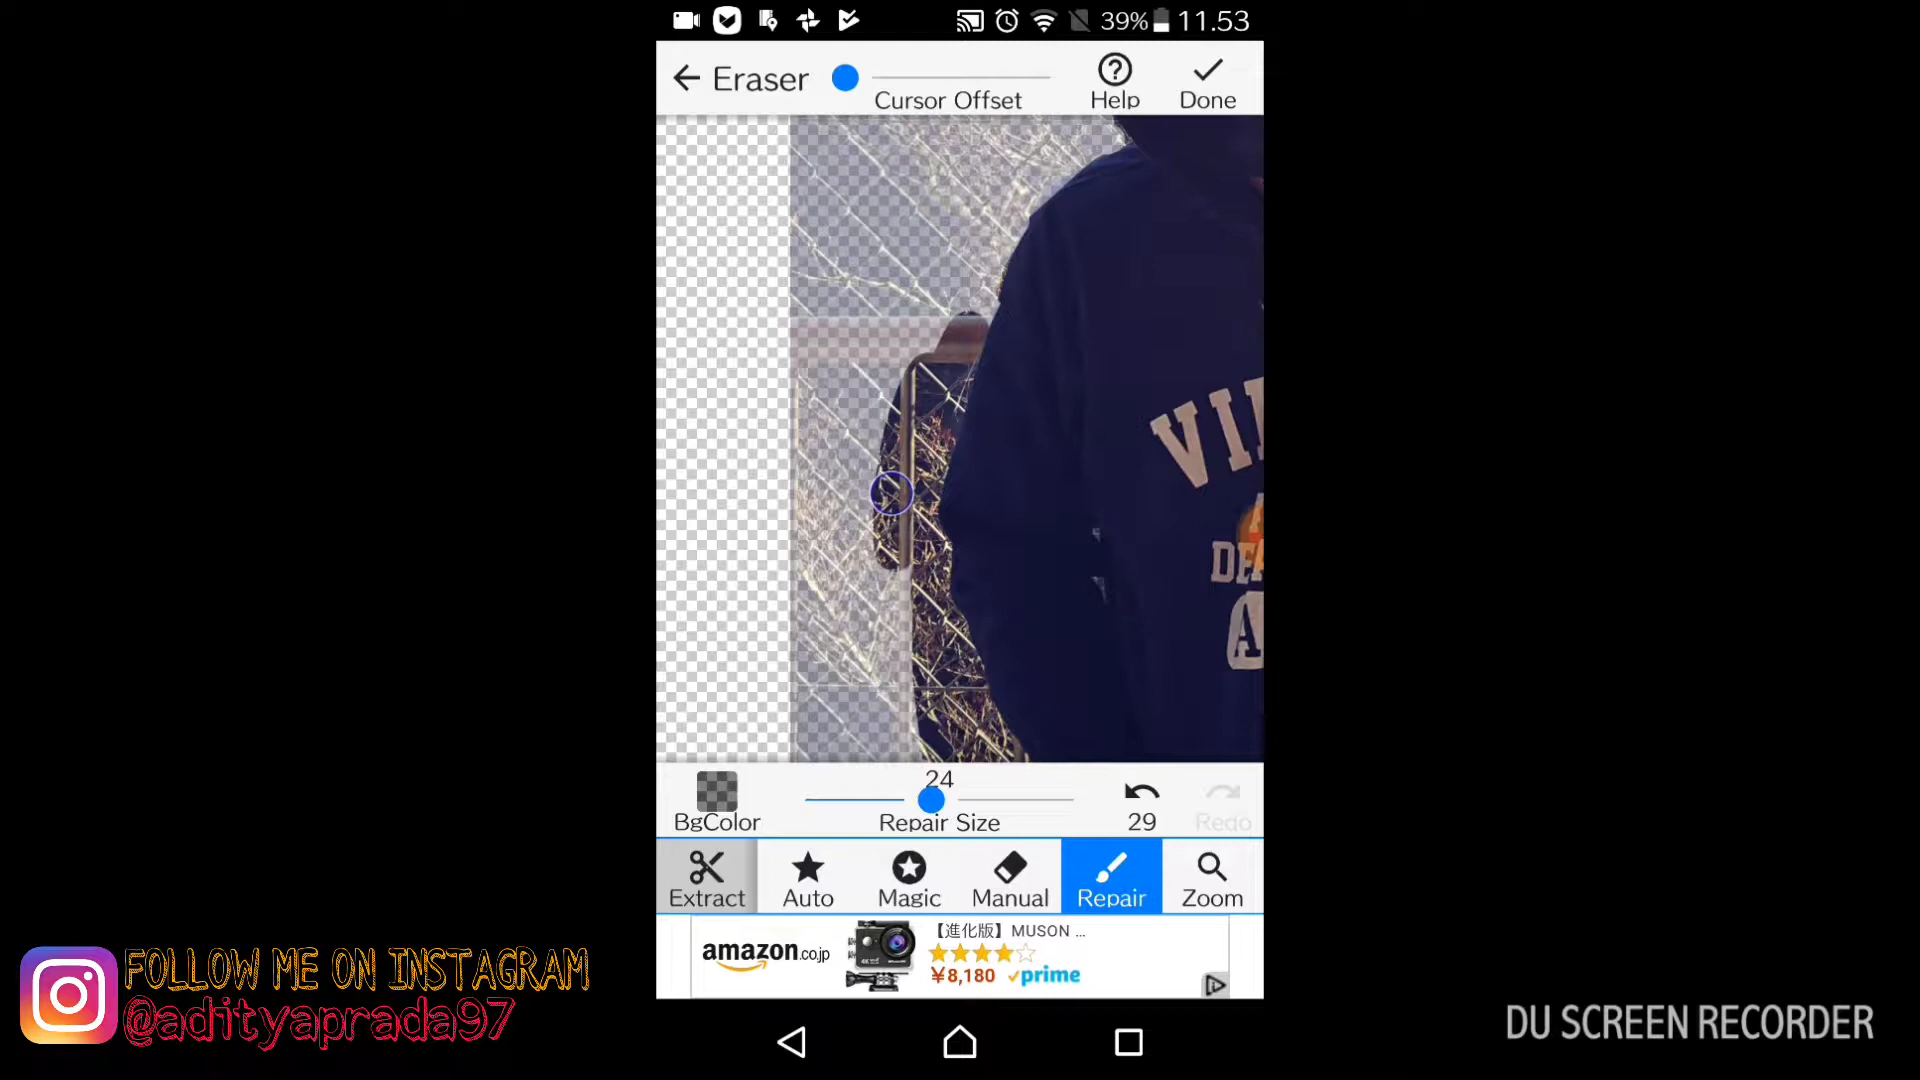 39% 11.53
Eraser
Cursor Offset
Help
Done
VI
DEA
A
24
BgColor
Repair Size
29
Redo
Extract
Auto
Magic
Manual
Repair
Zoom
amazon.co.jp
【進化版】MUSON ...
¥8,180 prime
FOLLOW ME ON INSTAGRAM
@adityaprada97
DU SCREEN RECORDER